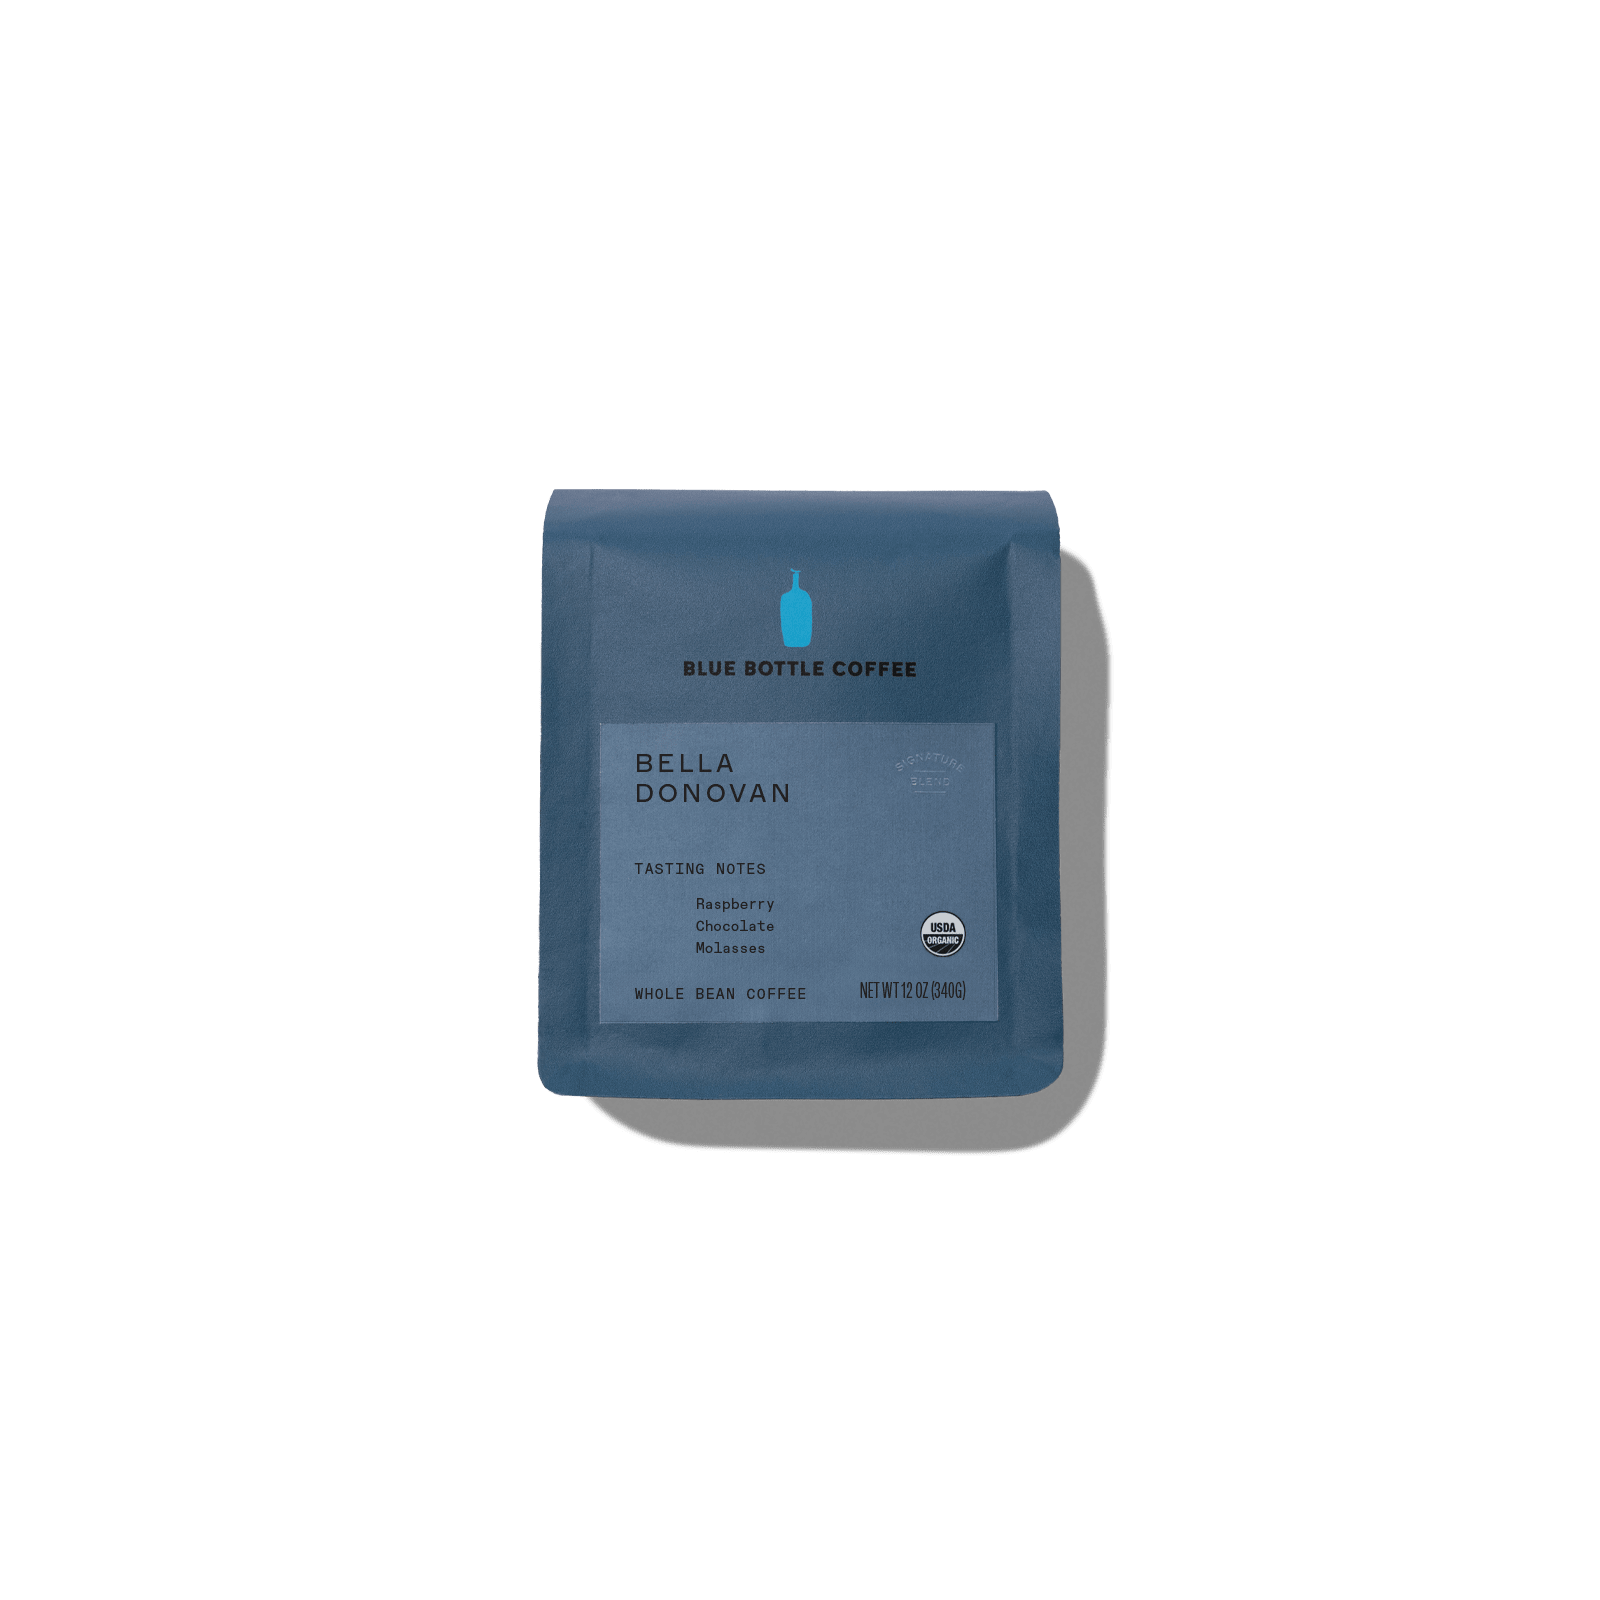 BLUE BOTTLE COFFEE
BELLA
DONOVAN
SIGNATURE
BLEND
TASTING NOTES
Raspberry
Chocolate
Molasses
USDA
ORGANIC
WHOLE BEAN COFFEE
NET WT 12 OZ (340G)